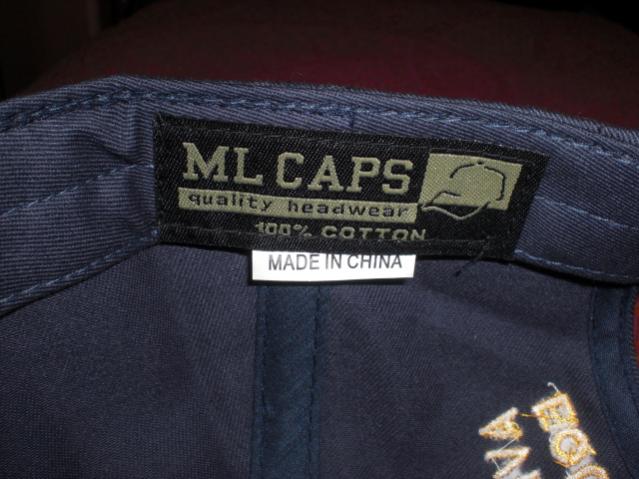 ML CAPS
quality headwear
100% COTTON
MADE IN CHINA